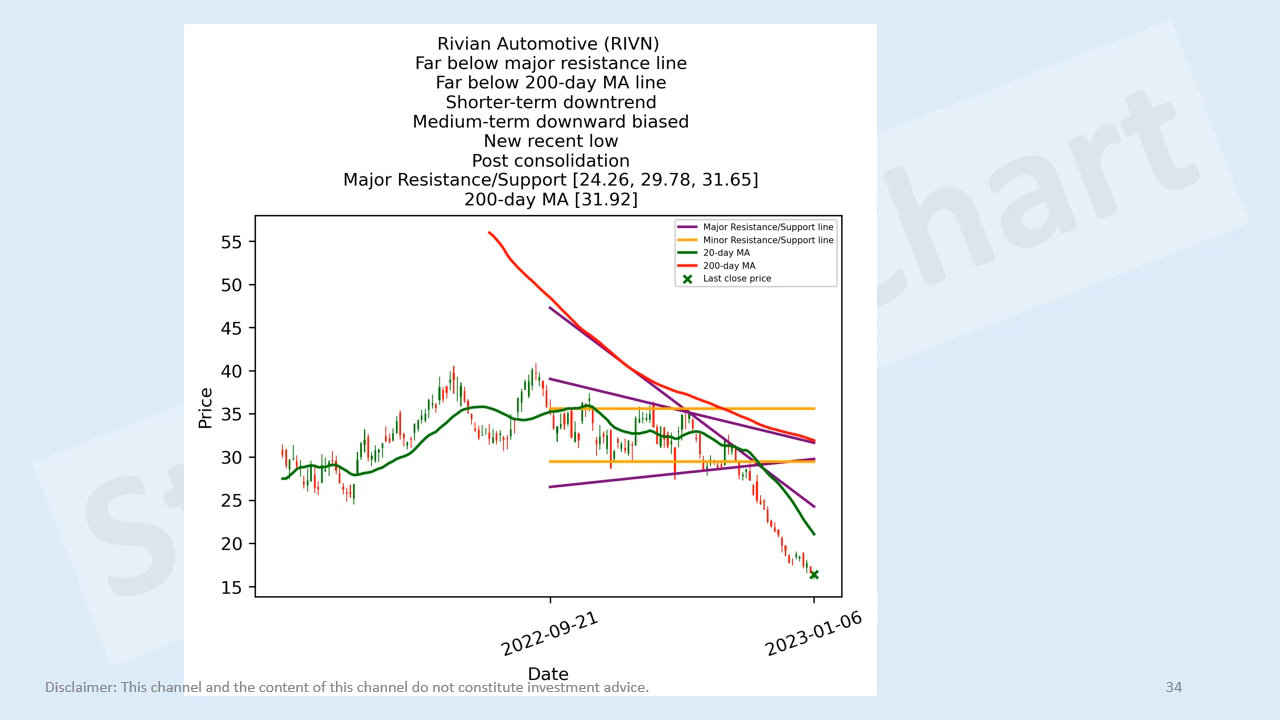 Rivian Automotive (RIVN)
Far below major resistance line
Far below 200-day MA line
Shorter-term downtrend
Medium-term downward biased
New recent low
Post consolidation
Major Resistance/Support [24.26, 29.78, 31.65]
200-day MA [31.92]
Major Resistance/Support line
Minor Resistance/Support line
20-day MA
200-day MA
Last close price
55
50
45
40
35
30
25
20
15
Price
2022-09-21
2023-01-06
Date
Disclaimer: This channel and the content of this channel do not constitute investment advice.
34